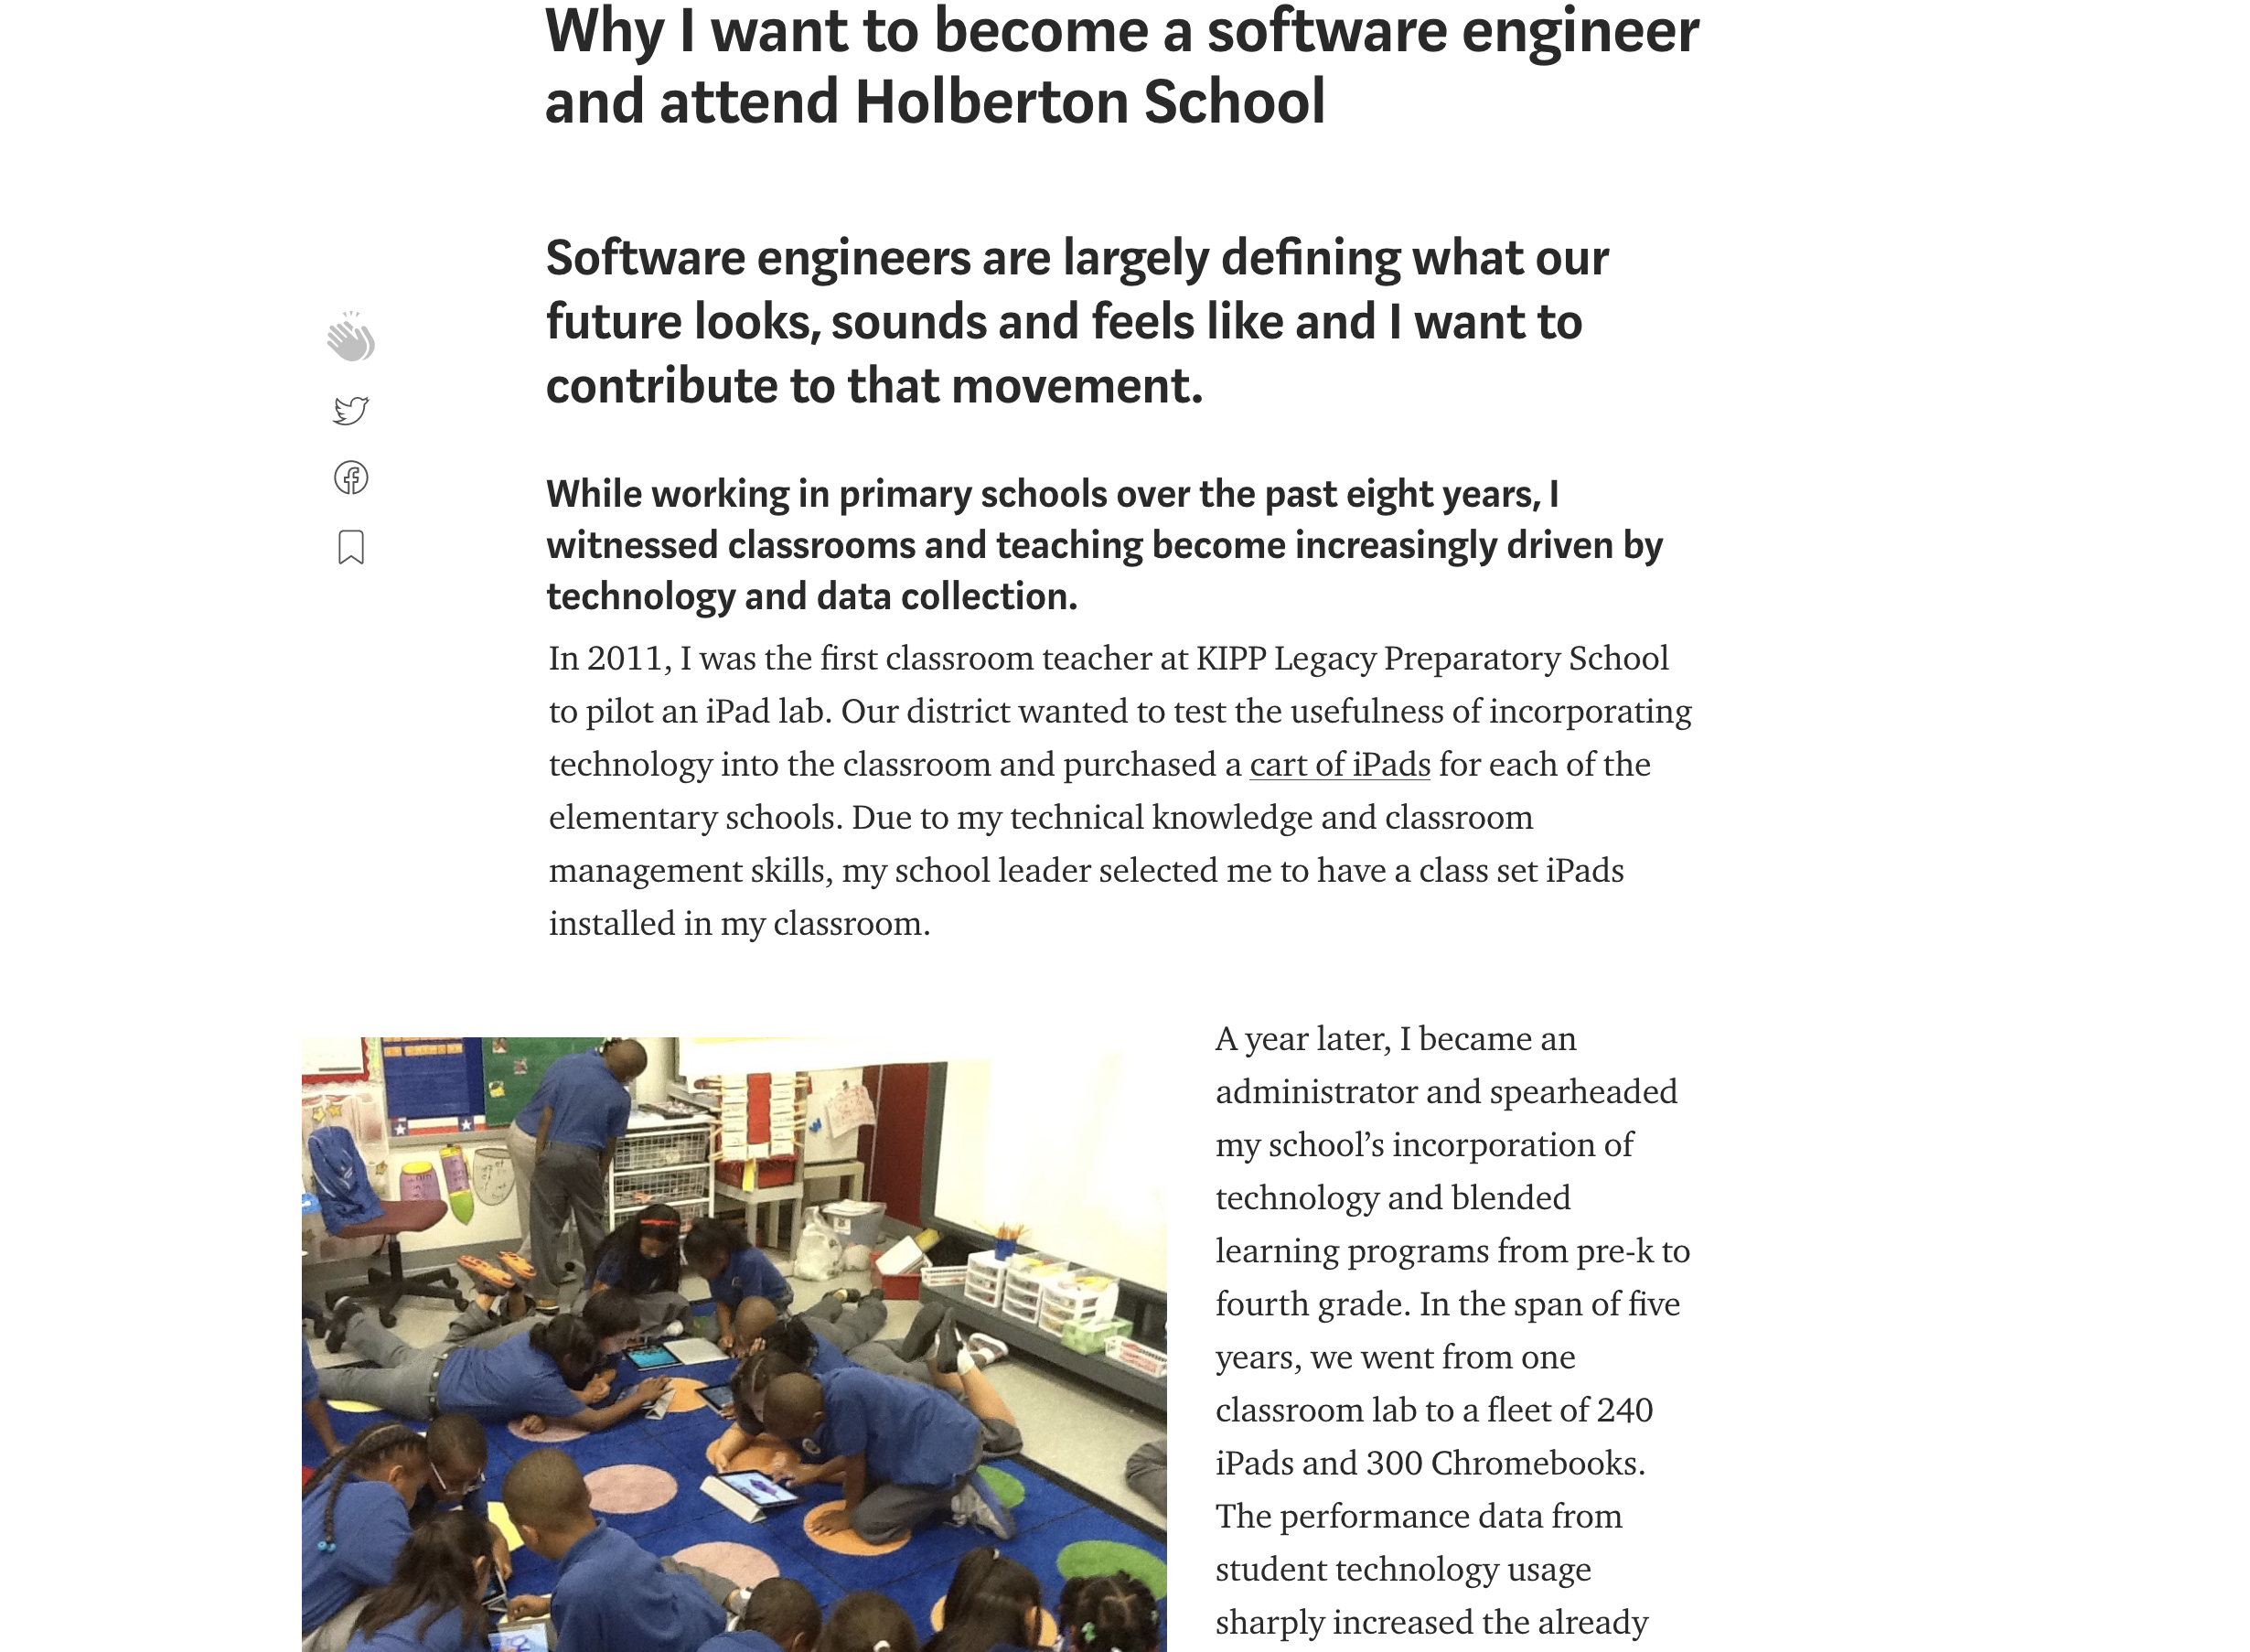 Why I want to become a software engineer
and attend Holberton School
Software engineers are largely defining what our
future looks, sounds and feels like and I want to
contribute to that movement.
While working in primary schools over the past eight years, I
witnessed classrooms and teaching become increasingly driven by
technology and data collection.
In 2011, I was the first classroom teacher at KIPP Legacy Preparatory School
to pilot an iPad lab. Our district wanted to test the usefulness of incorporating
technology into the classroom and purchased a cart of iPads for each of the
elementary schools. Due to my technical knowledge and classroom
management skills, my school leader selected me to have a class set iPads
installed in my classroom.
A year later, I became an
administrator and spearheaded
my school’s incorporation of
technology and blended
learning programs from pre-k to
fourth grade. In the span of five
years, we went from one
classroom lab to a fleet of 240
iPads and 300 Chromebooks.
The performance data from
student technology usage
sharply increased the already